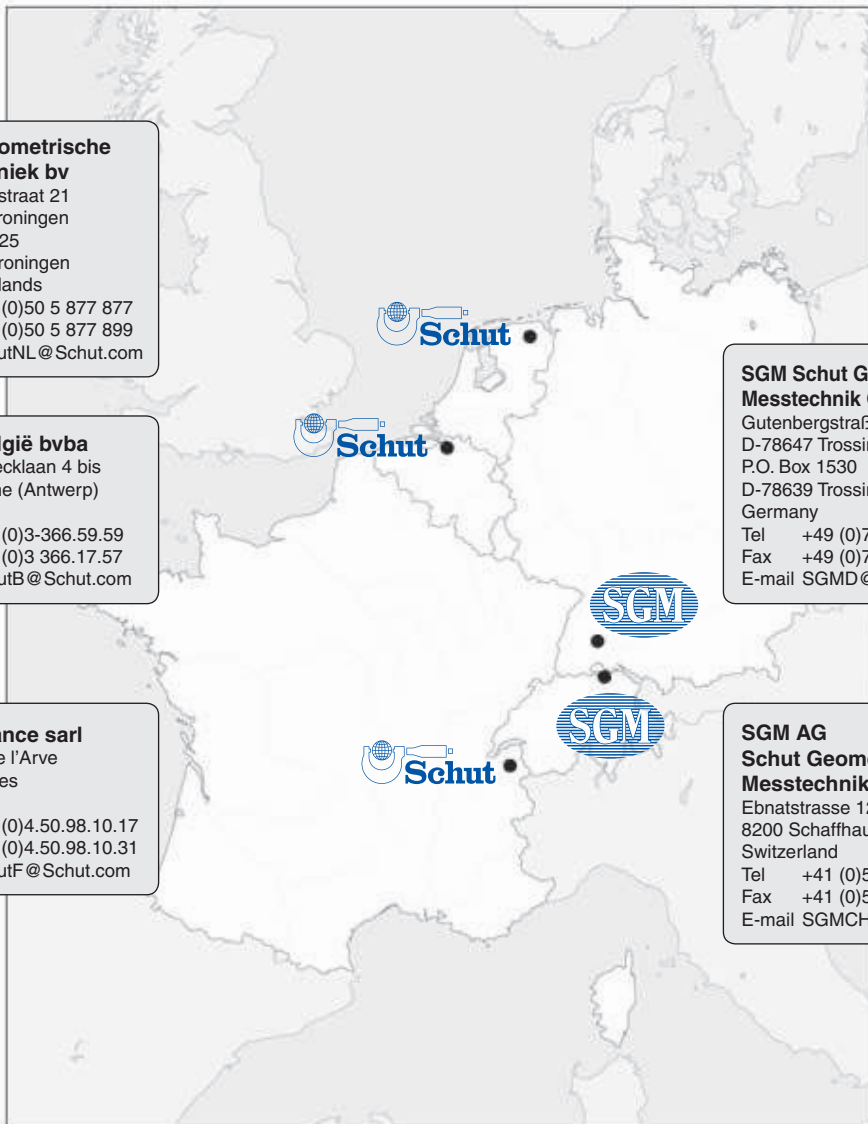 ometrische
niek bv
straat 21
roningen
25
roningen
lands
(0)50 5 877 877
(0)50 5 877 899
utNL@Schut.com
Schut
Schut
lgië bvba
ecklaan 4 bis
ne (Antwerp)
(0)3-366.59.59
(0)3 366.17.57
utB@Schut.com
SGM Schut G
Messtechnik
Gutenbergstraß
D-78647 Trossin
P.O. Box 1530
D-78639 Trossin
Germany
Tel +49 (0)7
Fax +49 (0)7
E-mail SGMD@
SGM
SGM
Schut
ance sarl
e l'Arve
es
(0)4.50.98.10.17
(0)4.50.98.10.31
utF@Schut.com
SGM AG
Schut Geome
Messtechnik
Ebnatstrasse 12
8200 Schaffhau
Switzerland
Tel +41 (0)5
Fax +41 (0)5
E-mail SGMCH